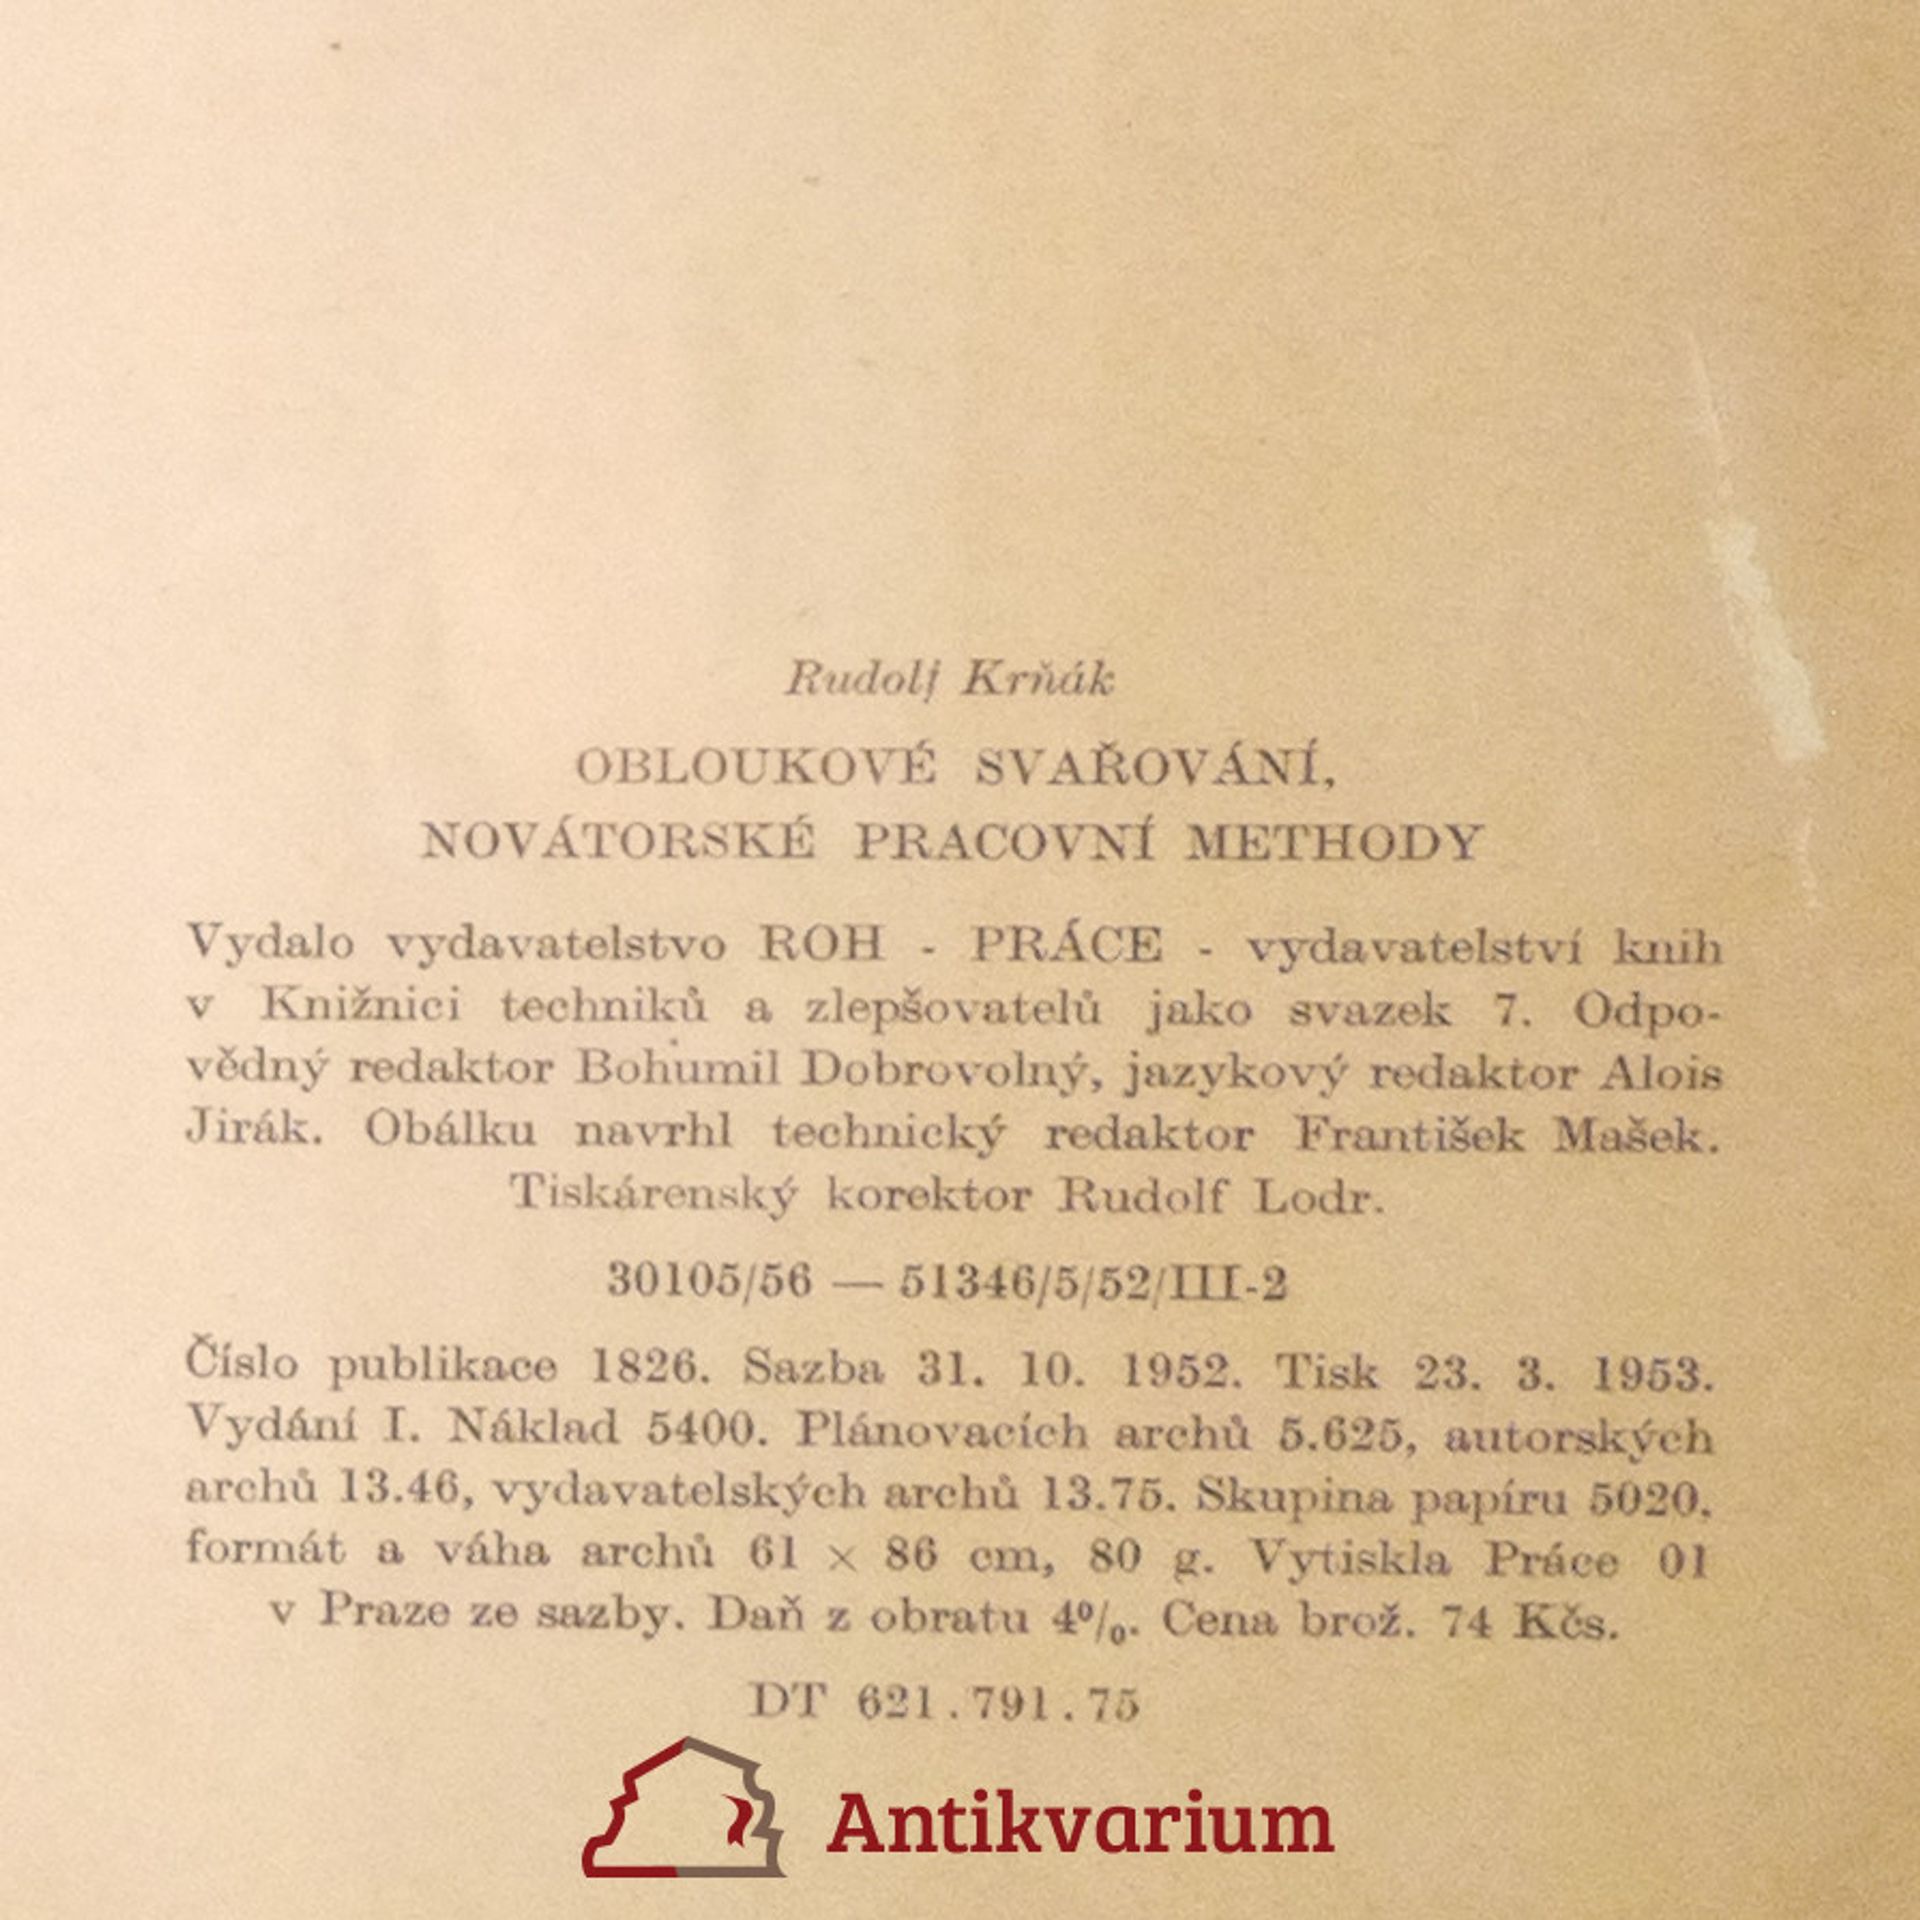 Rudolf Krňák
OBLOUKOVÉ SVAŘOVÁNÍ,
NOVÁTORSKÉ PRACOVNÍ METHODY
Vydalo vydavatelstvo ROH - PRÁCE - vydavatelství knih
v Knižnici techniků a zlepšovatelů jako svazek 7. Odpo-
vědný redaktor Bohumil Dobrovolný, jazykový redaktor Alois
Jirák. Obálku navrhl technický redaktor František Mašek.
Tiskárenský korektor Rudolf Lodr.
30105/56 — 51346/5/52/III-2
Číslo publikace 1826. Sazba 31. 10. 1952. Tisk 23. 3. 1953.
Vydání I. Náklad 5400. Plánovacích archů 5.625, autorských
archů 13.46, vydavatelských archů 13.75. Skupina papíru 5020.
formát a váha archů 61 × 86 cm, 80 g. Vytiskla Práce 01
v Praze ze sazby. Daň z obratu 4%. Cena brož. 74 Kčs.
DT 621.791.75
Antikvarium